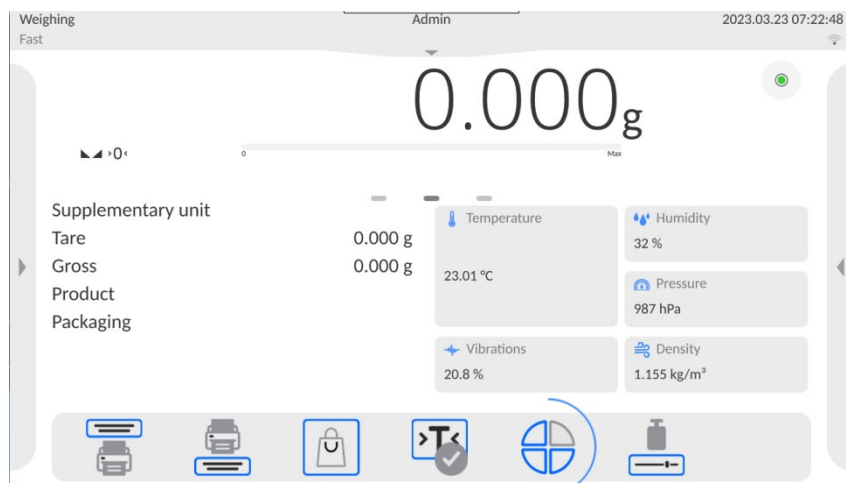 Weighing Admin 2023.03.23 07:22:48
Fast
0.000g
>0<
0 Max
Supplementary unit
Tare 0.000 g
Gross 0.000 g
Product
Packaging
Temperature
23.01 °C
Humidity
32 %
Pressure
987 hPa
Vibrations
20.8 %
Density
1.155 kg/m³
>T<